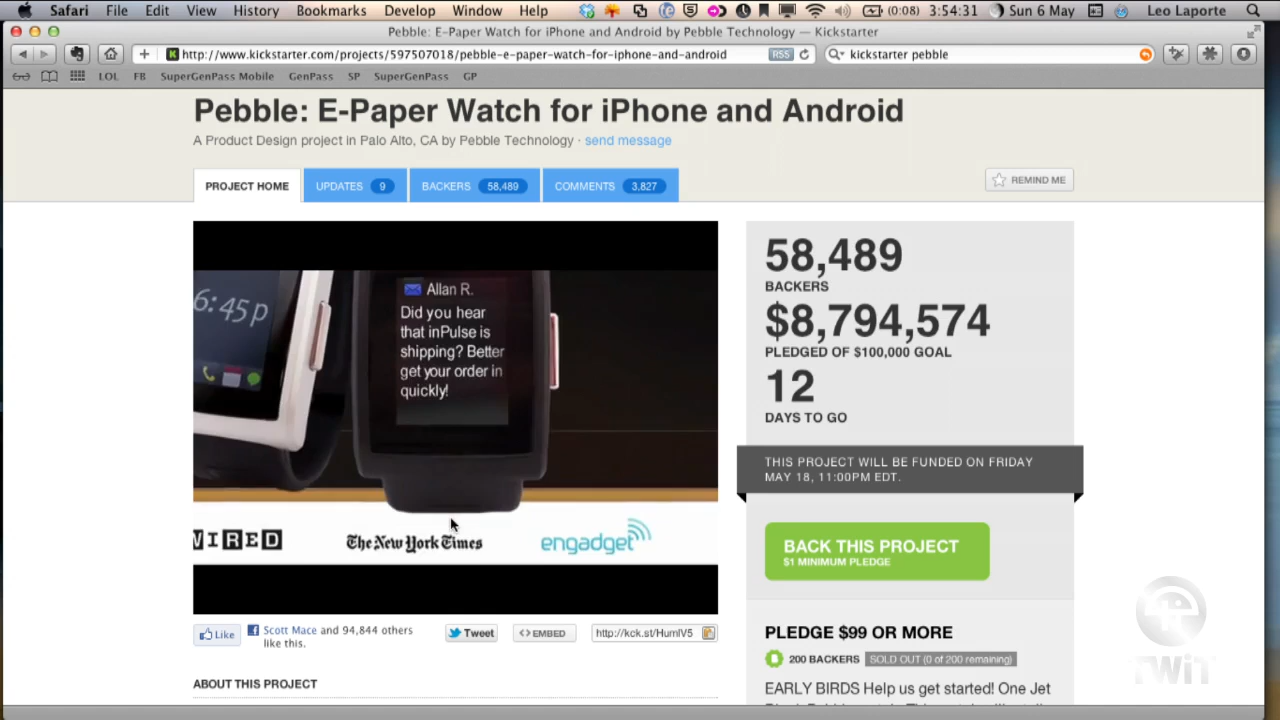 Safari File Edit View History Bookmarks Develop Window Help (0:08) 3:54:31 Sun 6 May Leo Laporte
Pebble: E-Paper Watch for iPhone and Android by Pebble Technology — Kickstarter
http://www.kickstarter.com/projects/597507018/pebble-e-paper-watch-for-iphone-and-android RSS kickstarter pebble
LOL FB SuperGenPass Mobile GenPass SP SuperGenPass GP
Pebble: E-Paper Watch for iPhone and Android
A Product Design project in Palo Alto, CA by Pebble Technology · send message
PROJECT HOME UPDATES 9 BACKERS 58,489 COMMENTS 3,827 REMIND ME
6:45p
Allan R.
Did you hear
that inPulse is
shipping? Better
get your order in
quickly!
WIRED The New York Times engadget
Like Scott Mace and 94,844 others
like this.
Tweet <> EMBED http://kck.st/HumIV5
ABOUT THIS PROJECT
58,489
BACKERS
$8,794,574
PLEDGED OF $100,000 GOAL
12
DAYS TO GO
THIS PROJECT WILL BE FUNDED ON FRIDAY
MAY 18, 11:00PM EDT.
BACK THIS PROJECT
$1 MINIMUM PLEDGE
PLEDGE $99 OR MORE
200 BACKERS SOLD OUT (0 of 200 remaining)
EARLY BIRDS Help us get started! One Jet
TWiT